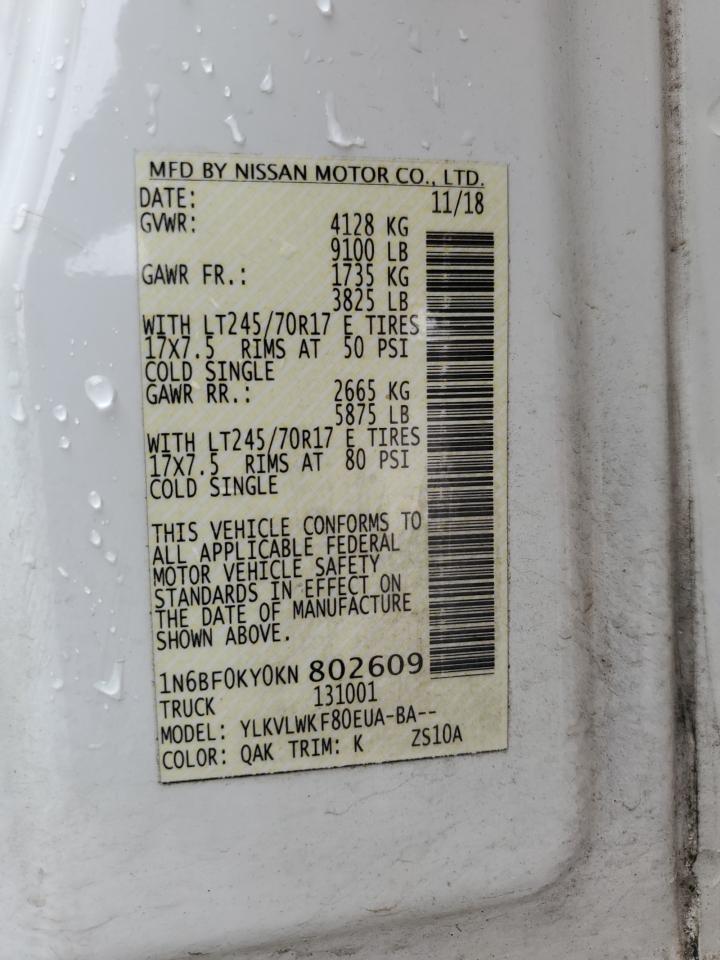 MFD BY NISSAN MOTOR CO., LTD.
DATE: 11/18
GVWR: 4128 KG
9100 LB
GAWR FR.: 1735 KG
3825 LB
WITH LT245/70R17 E TIRES
17X7.5 RIMS AT 50 PSI
COLD SINGLE
GAWR RR.: 2665 KG
5875 LB
WITH LT245/70R17 E TIRES
17X7.5 RIMS AT 80 PSI
COLD SINGLE
THIS VEHICLE CONFORMS TO
ALL APPLICABLE FEDERAL
MOTOR VEHICLE SAFETY
STANDARDS IN EFFECT ON
THE DATE OF MANUFACTURE
SHOWN ABOVE.
1N6BF0KY0KN 802609
TRUCK 131001
MODEL: YLKVLWKF80EUA-BA--
COLOR: QAK TRIM: K ZS10A